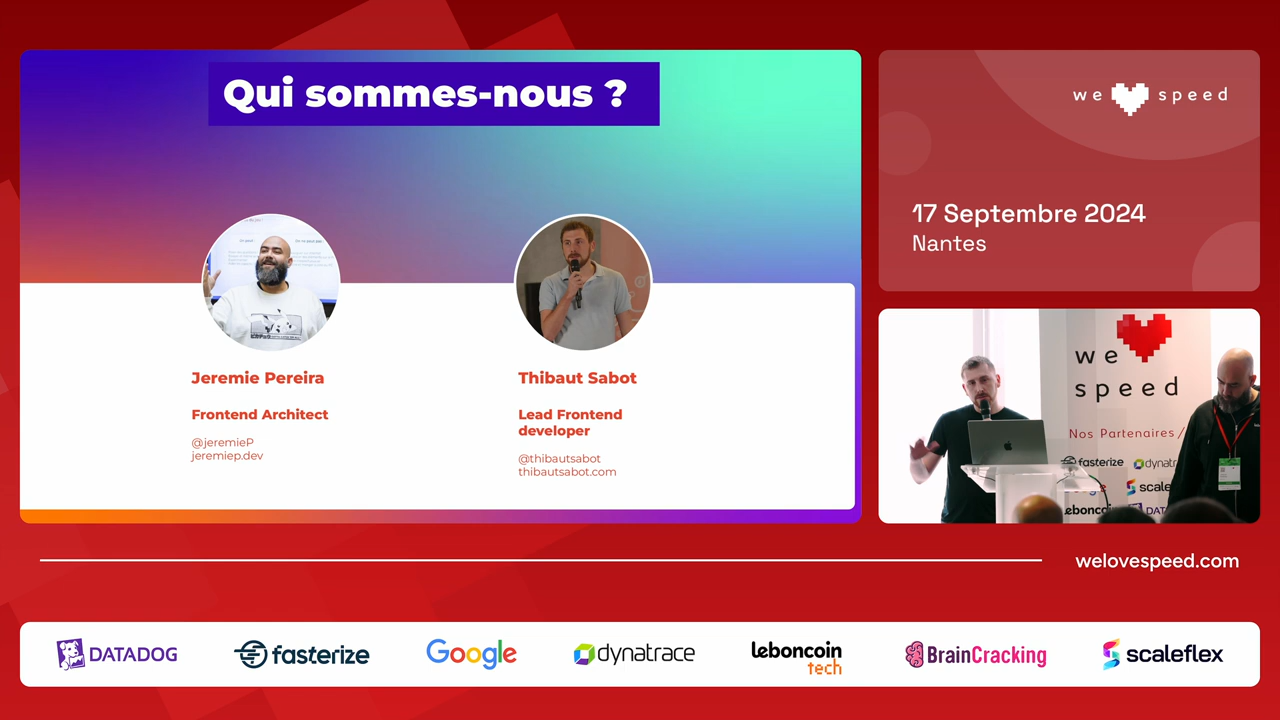 Qui sommes-nous ?
Jeremie Pereira
Frontend Architect
@jeremieP
jeremiep.dev
Thibaut Sabot
Lead Frontend
developer
@thibautsabot
thibautsabot.com
we speed
17 Septembre 2024
Nantes
we
speed
Nos Partenaires /
fasterize
leboncoin
welovespeed.com
DATADOG
fasterize
Google
dynatrace
leboncoin
tech
BrainCracking
scaleflex